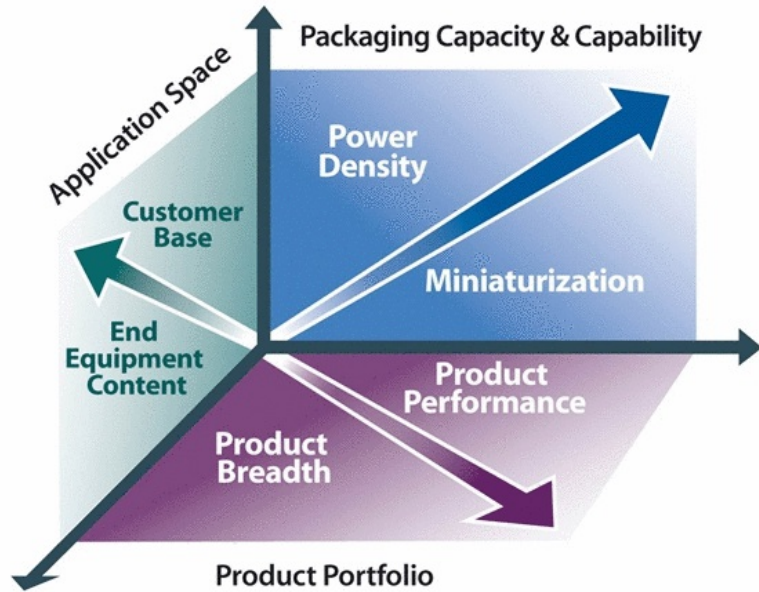 Packaging Capacity & Capability
Application Space
Power
Density
Customer
Base
Miniaturization
End
Equipment
Content
Product
Performance
Product
Breadth
Product Portfolio